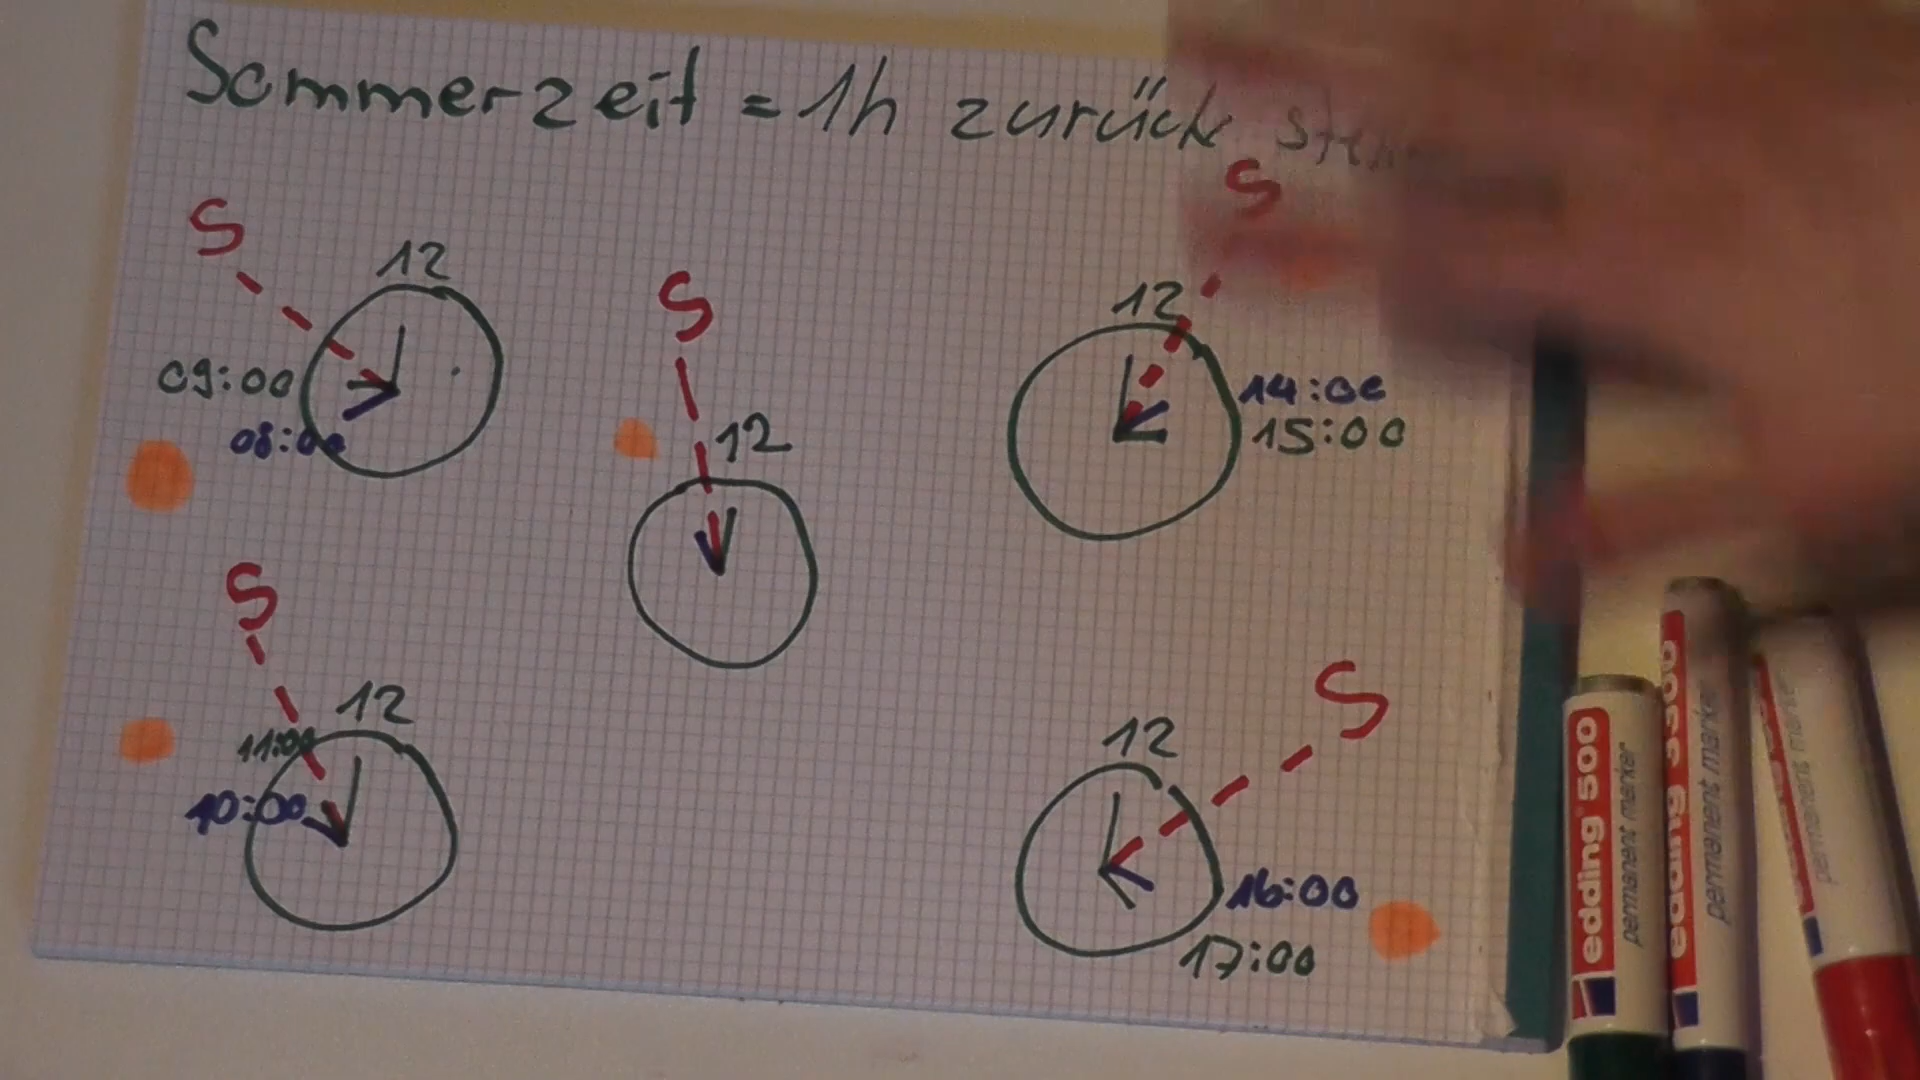 Sommerzeit = 1h zurück
S
12
09:00
08:00
S
12
S
12
14:00
15:00
S
12
11:00
10:00
S
12
16:00
17:00
edding 500
permanent marker
edding 3300
permanent marker
permanent marker